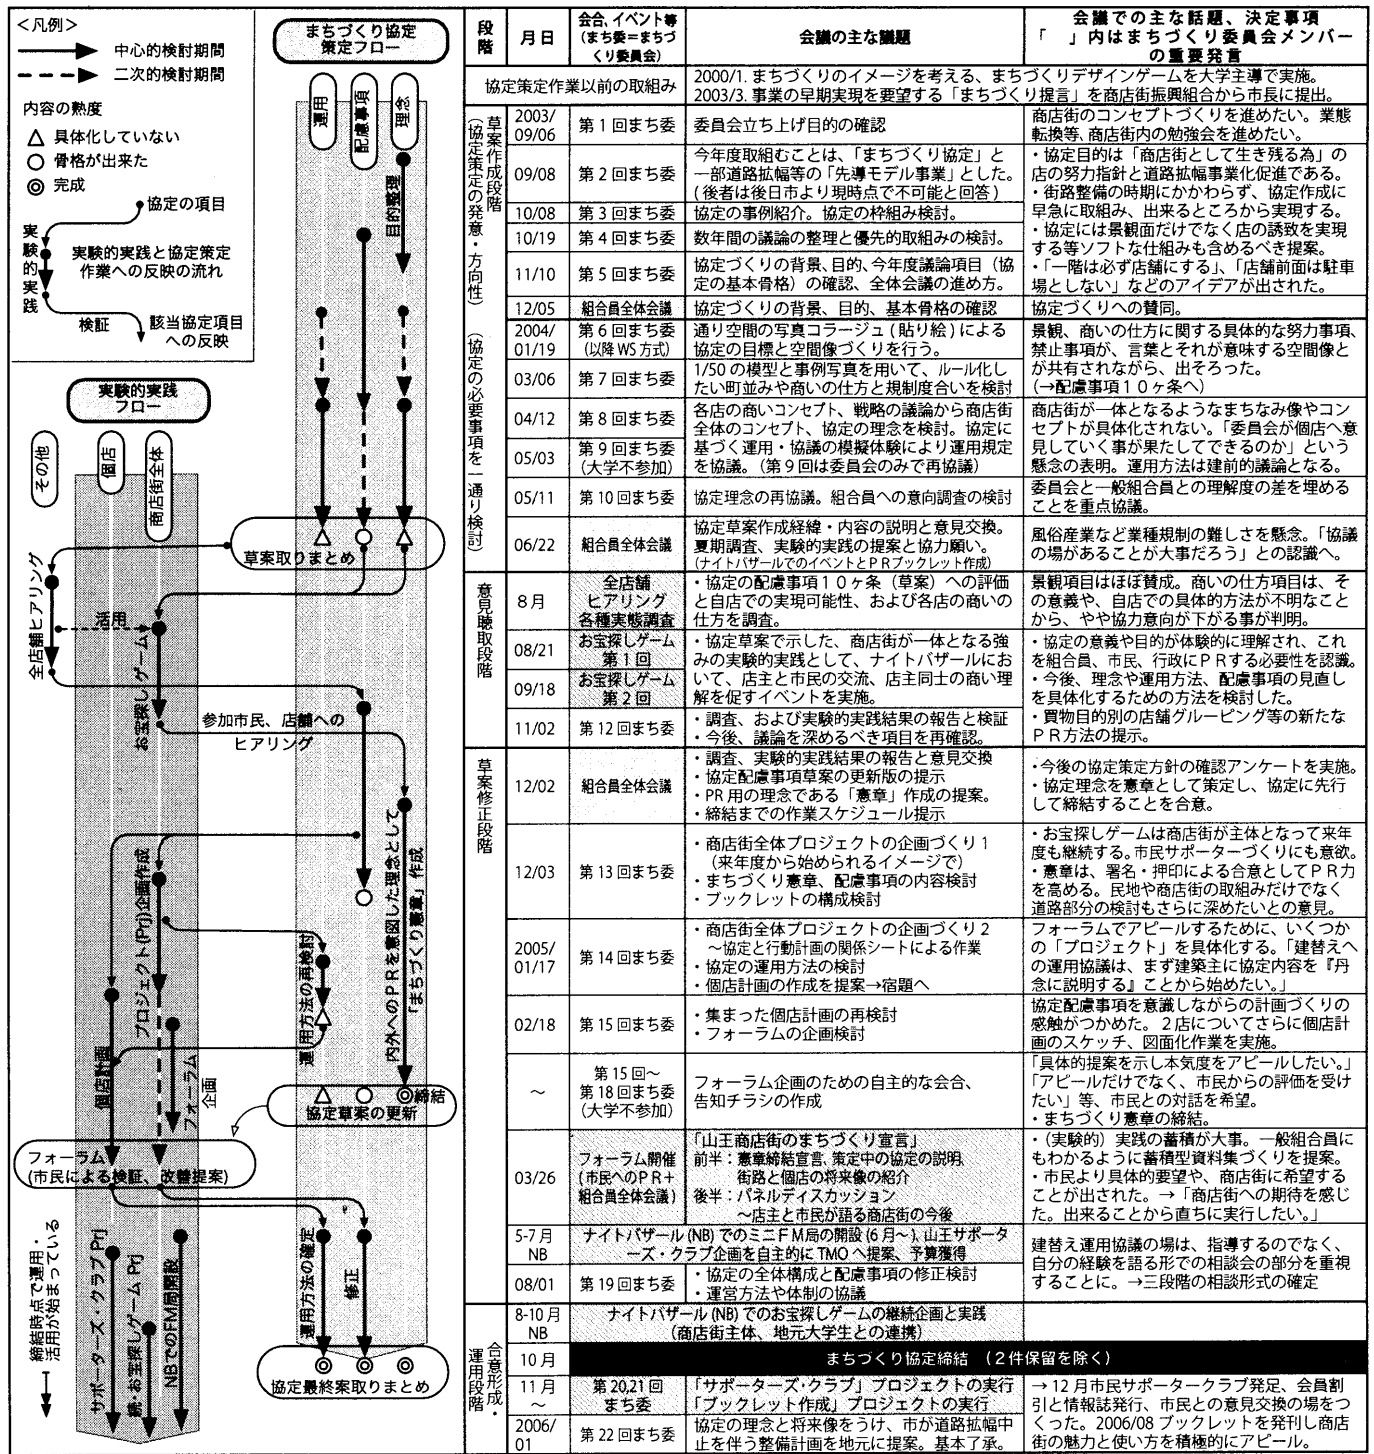 <凡例>
中心的検討期間
二次的検討期間
内容の熟度
△ 具体化していない
○ 骨格が出来た
◎ 完成
協定の項目
実験的実践
実験的実践と協定策定
作業への反映の流れ
検証
該当協定項目
への反映
まちづくり協定
策定フロー
運用
配慮事項
理念
目的整理
実験的実践
フロー
その他
個店
商店街全体
△ ○ △
草案取りまとめ
全店舗ヒアリング
活用
お宝探しゲーム
参加市民、店舗への
ヒアリング
プロジェクト(Prj)企画作成
運用方法の再検討
内外へのPRを意図した理念として
「まちづくり憲章」作成
個店計画
フォーラム
企画
△ ○ ◎締結
協定草案の更新
フォーラム
(市民による検証、改善提案)
締結時点で運用・
活用が始まっている
サポーターズ・クラブ Prj
続・お宝探しゲーム Prj
NBでのFM局開設
運用方法の確定
修正
◎ ◎ ◎
協定最終案取りまとめ
段階
月日
会合、イベント等
(まち委=まちづ
くり委員会)
会議の主な議題
会議での主な話題、決定事項
「 」内はまちづくり委員会メンバー
の重要発言
協定策定作業以前の取組み
2000/1. まちづくりのイメージを考える、まちづくりデザインゲームを大学主導で実施。
2003/3. 事業の早期実現を要望する「まちづくり提言」を商店街振興組合から市長に提出。
草案作成段階
(協定策定の発意・方向性)
(協定の必要事項を一通り検討)
2003/
09/06
第1回まち委
委員会立ち上げ目的の確認
商店街のコンセプトづくりを進めたい。業態
転換等、商店街内の勉強会を進めたい。
09/08
第2回まち委
今年度取組むことは、「まちづくり協定」と
一部道路拡幅等の「先導モデル事業」とした。
(後者は後日市より現時点で不可能と回答)
10/08
第3回まち委
協定の事例紹介。協定の枠組み検討。
10/19
第4回まち委
数年間の議論の整理と優先的取組みの検討。
11/10
第5回まち委
協定づくりの背景、目的、今年度議論項目(協
定の基本骨格)の確認、全体会議の進め方。
・協定目的は「商店街として生き残る為」の
店の努力指針と道路拡幅事業化促進である。
・街路整備の時期にかかわらず、協定作成に
早急に取組み、出来るところから実現する。
・協定には景観面だけでなく店の誘致を実現
する等ソフトな仕組みも含めるべき提案。
・「一階は必ず店舗にする」、「店舗前面は駐車
場としない」などのアイデアが出された。
12/05
組合員全体会議
協定づくりの背景、目的、基本骨格の確認
協定づくりへの賛同。
2004/
01/19
第6回まち委
(以降WS方式)
通り空間の写真コラージュ(貼り絵)による
協定の目標と空間像づくりを行う。
03/06
第7回まち委
1/50の模型と事例写真を用いて、ルール化し
たい町並みや商いの仕方と規制度合いを検討
景観、商いの仕方に関する具体的な努力事項、
禁止事項が、言葉とそれが意味する空間像と
が共有されながら、出そろった。
(→配慮事項10ヶ条へ)
04/12
第8回まち委
05/03
第9回まち委
(大学不参加)
各店の商いコンセプト、戦略の議論から商店街
全体のコンセプト、協定の理念を検討。協定に
基づく運用・協議の模擬体験により運用規定
を協議。(第9回は委員会のみで再協議)
商店街が一体となるようなまちなみ像やコン
セプトが具体化されない。「委員会が個店へ意
見していく事が果たしてできるのか」という
懸念の表明。運用方法は建前的議論となる。
05/11
第10回まち委
協定理念の再協議。組合員への意向調査の検討
委員会と一般組合員との理解度の差を埋める
ことを重点協議。
06/22
組合員全体会議
協定草案作成経緯・内容の説明と意見交換。
夏期調査、実験的実践の提案と協力願い。
(ナイトバザールでのイベントとPRブックレット作成)
風俗産業など業種規制の難しさを懸念。「協議
の場があることが大事だろう」との認識へ。
意見聴取段階
8月
全店舗
ヒアリング
各種実態調査
・協定の配慮事項10ヶ条(草案)への評価
と自店での実現可能性、および各店の商いの
仕方を調査。
景観項目はほぼ賛成。商いの仕方項目は、そ
の意義や、自店での具体的方法が不明なこと
から、やや協力意向が下がる事が判明。
08/21
お宝探しゲーム
第1回
09/18
お宝探しゲーム
第2回
・協定草案で示した、商店街が一体となる強
みの実験的実践として、ナイトバザールにお
いて、店主と市民の交流、店主同士の商い理
解を促すイベントを実施。
11/02
第12回まち委
・調査、および実験的実践結果の報告と検証
・今後、議論を深めるべき項目を再確認。
・協定の意義や目的が体験的に理解され、これ
を組合員、市民、行政にPRする必要性を認識。
・今後、理念や運用方法、配慮事項の見直し
を具体化するための方法を検討した。
・買物目的別の店舗グルーピング等の新たな
PR方法の提示。
草案修正段階
12/02
組合員全体会議
・調査、実験的実践結果の報告と意見交換
・協定配慮事項草案の更新版の提示
・PR用の理念である「憲章」作成の提案。
・締結までの作業スケジュール提示
・今後の協定策定方針の確認アンケートを実施。
・協定理念を憲章として策定し、協定に先行
して締結することを合意。
12/03
第13回まち委
・商店街全体プロジェクトの企画づくり1
(来年度から始められるイメージで)
・まちづくり憲章、配慮事項の内容検討
・ブックレットの構成検討
・お宝探しゲームは商店街が主体となって来年
度も継続する。市民サポーターづくりにも意欲。
・憲章は、署名・押印による合意としてPR力
を高める。民地や商店街の取組みだけでなく
道路部分の検討もさらに深めたいとの意見。
2005/
01/17
第14回まち委
・商店街全体プロジェクトの企画づくり2
～協定と行動計画の関係シートによる作業
・協定の運用方法の検討
・個店計画の作成を提案→宿題へ
フォーラムでアピールするために、いくつか
の「プロジェクト」を具体化する。「建替えへ
の運用協議は、まず建築主に協定内容を『丹
念に説明する』ことから始めたい。」
02/18
第15回まち委
・集まった個店計画の再検討
・フォーラムの企画検討
協定配慮事項を意識しながらの計画づくりの
感触がつかめた。2店についてさらに個店計
画のスケッチ、図面化作業を実施。
～
第15回～
第18回まち委
(大学不参加)
フォーラム企画のための自主的な会合、
告知チラシの作成
「具体的提案を示し本気度をアピールしたい。」
「アピールだけでなく、市民からの評価を受け
たい」等、市民との対話を希望。
・まちづくり憲章の締結。
03/26
フォーラム開催
(市民へのPR+
組合員全体会議)
「山王商店街のまちづくり宣言」
前半：憲章締結宣言、策定中の協定の説明、
街路と個店の将来像の紹介
後半：パネルディスカッション
～店主と市民が語る商店街の今後
・(実験的)実践の蓄積が大事。一般組合員に
もわかるように蓄積型資料集づくりを提案。
・市民より具体的要望や、商店街に希望する
ことが出された。→「商店街への期待を感じ
た。出来ることから直ちに実行したい。」
5-7月
NB
ナイトバザール(NB)でのミニFM局の開設(6月～)、山王サポータ
ーズ・クラブ企画を自主的にTMOへ提案、予算獲得
08/01
第19回まち委
・協定の全体構成と配慮事項の修正検討
・運営方法や体制の協議
建替え運用協議の場は、指導するのでなく、
自分の経験を語る形での相談会の部分を重視
することに。→三段階の相談形式の確定
合意形成・
運用段階
8-10月
NB
ナイトバザール(NB)でのお宝探しゲームの継続企画と実践
(商店街主体、地元大学生との連携)
10月
まちづくり協定締結 (2件保留を除く)
11月
～
第20,21回
まち委
「サポーターズ・クラブ」プロジェクトの実行
「ブックレット作成」プロジェクトの実行
2006/
01
第22回まち委
協定の理念と将来像をうけ、市が道路拡幅中
止を伴う整備計画を地元に提案。基本了承。
→12月市民サポータークラブ発足、会員割
引と情報誌発行、市民との意見交換の場をつ
くった。2006/08 ブックレットを発刊し商店
街の魅力と使い方を積極的にアピール。